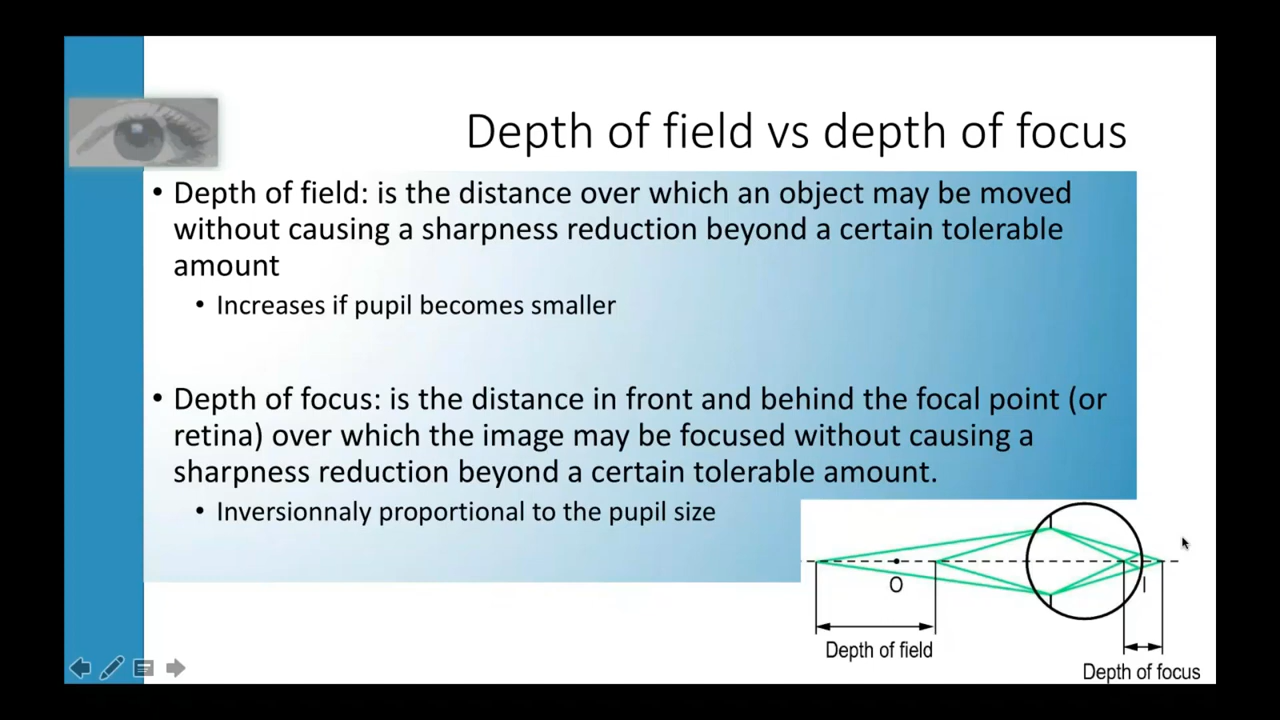 Depth of field vs depth of focus
• Depth of field: is the distance over which an object may be moved
without causing a sharpness reduction beyond a certain tolerable
amount
• Increases if pupil becomes smaller
• Depth of focus: is the distance in front and behind the focal point (or
retina) over which the image may be focused without causing a
sharpness reduction beyond a certain tolerable amount.
• Inversionnaly proportional to the pupil size
O
I
Depth of field
Depth of focus